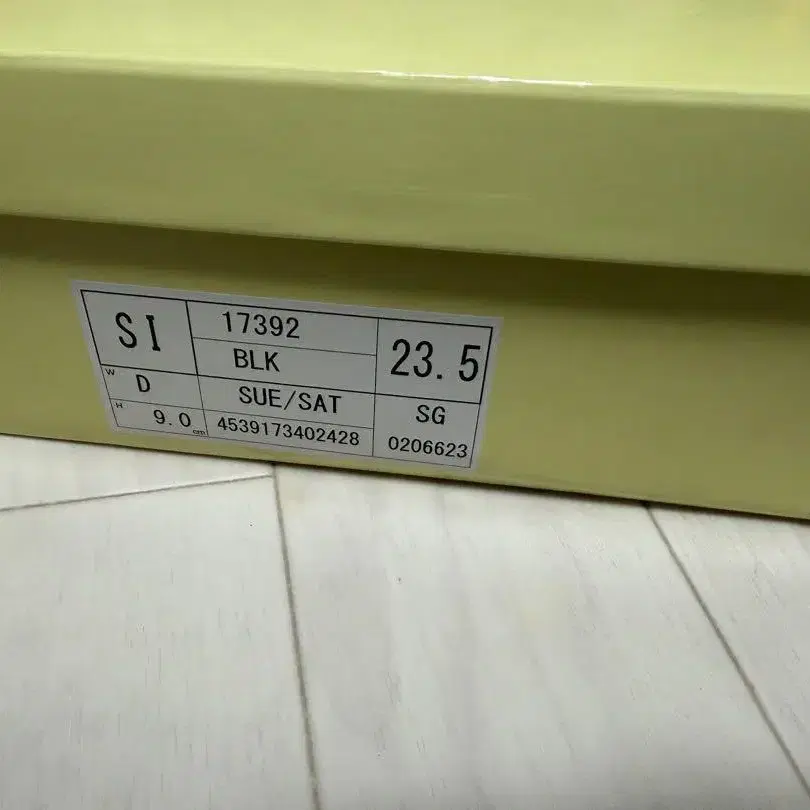 SI
17392
BLK
23.5
W D
SUE/SAT
SG
H 9.0 cm
4539173402428
0206623